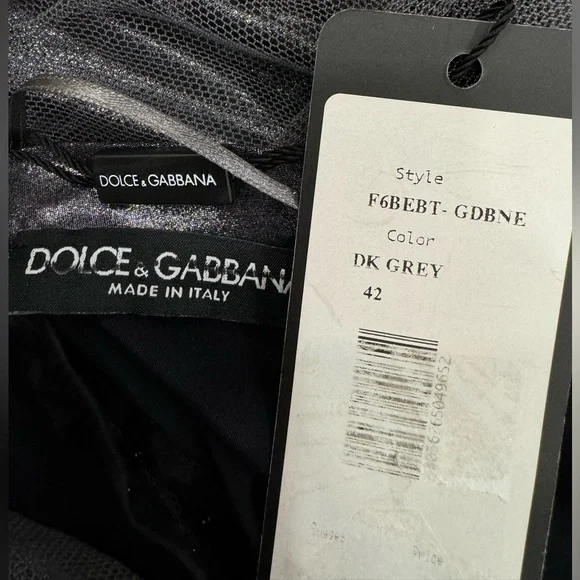 DOLCE & GABBANA
DOLCE & GABBANA
MADE IN ITALY
Style
F6BEBT- GDBNE
Color
DK GREY
42